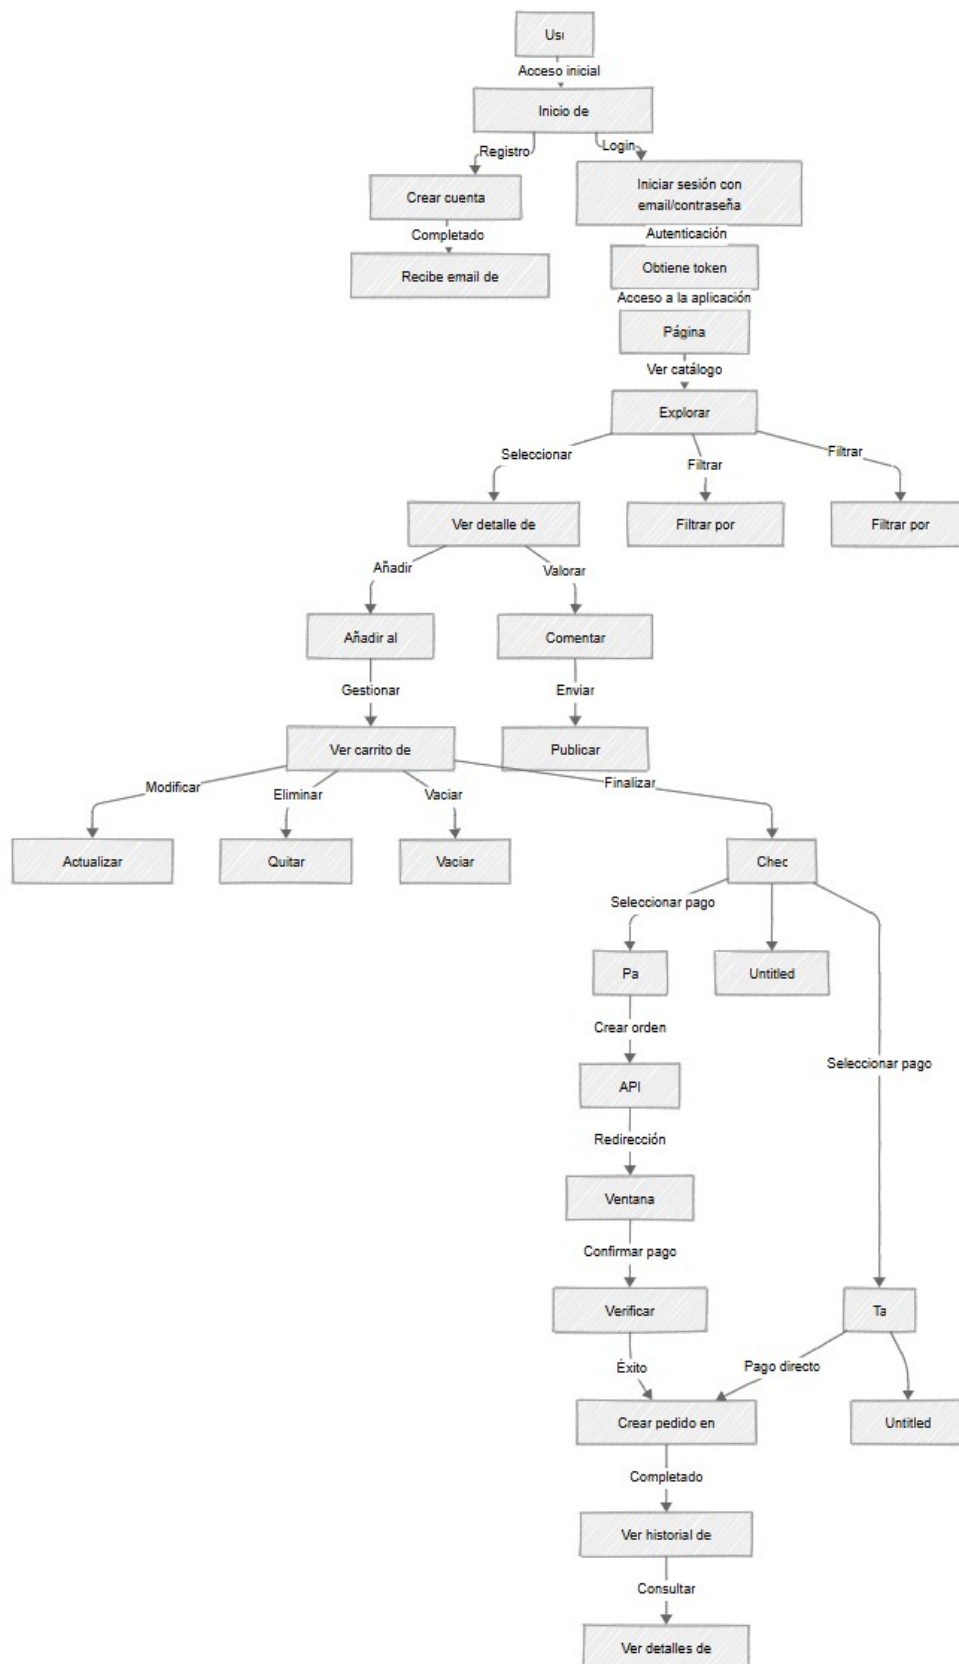 Usu
Acceso inicial
Inicio de
Registro
Login
Crear cuenta
Iniciar sesión con
email/contraseña
Completado
Autenticación
Recibe email de
Obtiene token
Acceso a la aplicación
Página
Ver catálogo
Explorar
Seleccionar
Filtrar
Filtrar
Ver detalle de
Filtrar por
Filtrar por
Añadir
Valorar
Añadir al
Comentar
Gestionar
Enviar
Ver carrito de
Publicar
Modificar
Eliminar
Vaciar
Finalizar
Actualizar
Quitar
Vaciar
Chec
Seleccionar pago
Pa
Untitled
Crear orden
Seleccionar pago
API
Redirección
Ventana
Confirmar pago
Verificar
Ta
Éxito
Pago directo
Crear pedido en
Untitled
Completado
Ver historial de
Consultar
Ver detalles de